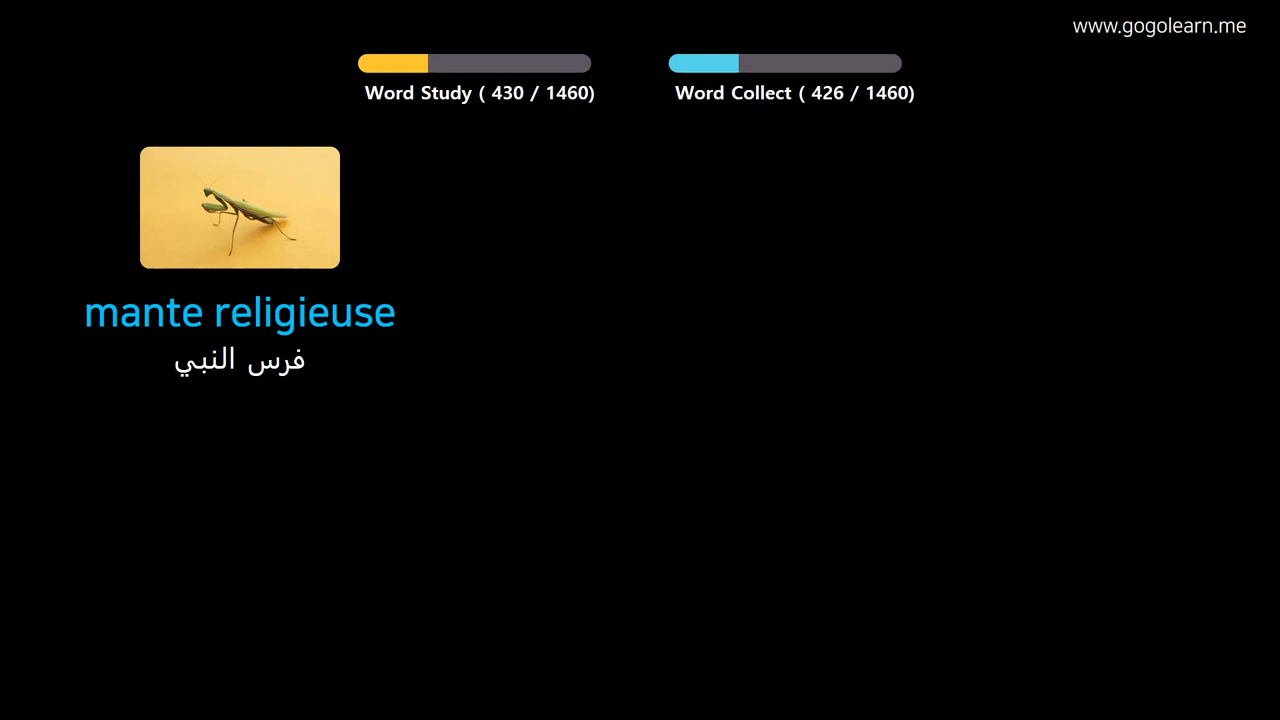 www.gogolearn.me
Word Study ( 430 / 1460)
Word Collect ( 426 / 1460)
mante religieuse
فرس النبي